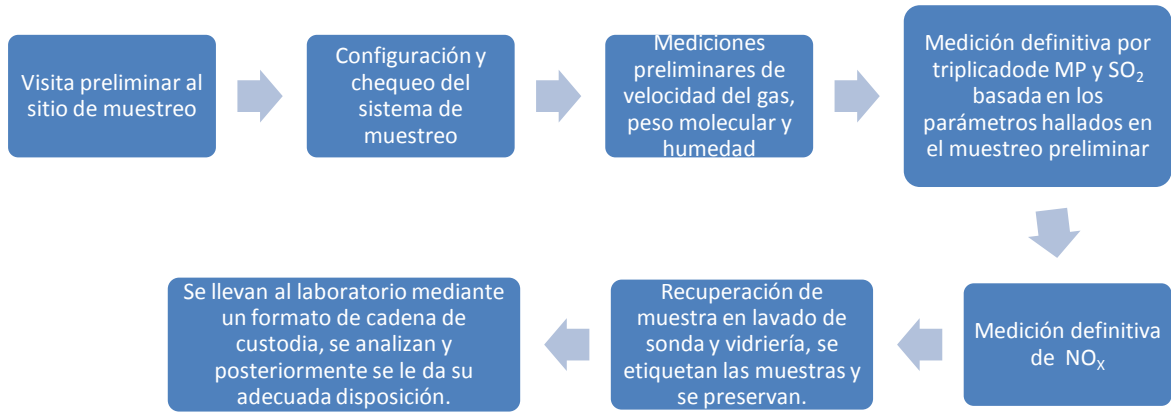 Visita preliminar al
sitio de muestreo
Configuración y
chequeo del
sistema de
muestreo
Mediciones
preliminares de
velocidad del gas,
peso molecular y
humedad
Medición definitiva por
triplicadode MP y SO₂
basada en los
parámetros hallados en
el muestreo preliminar
Medición definitiva
de NOₓ
Recuperación de
muestra en lavado de
sonda y vidriería, se
etiquetan las muestras y
se preservan.
Se llevan al laboratorio mediante
un formato de cadena de
custodia, se analizan y
posteriormente se le da su
adecuada disposición.